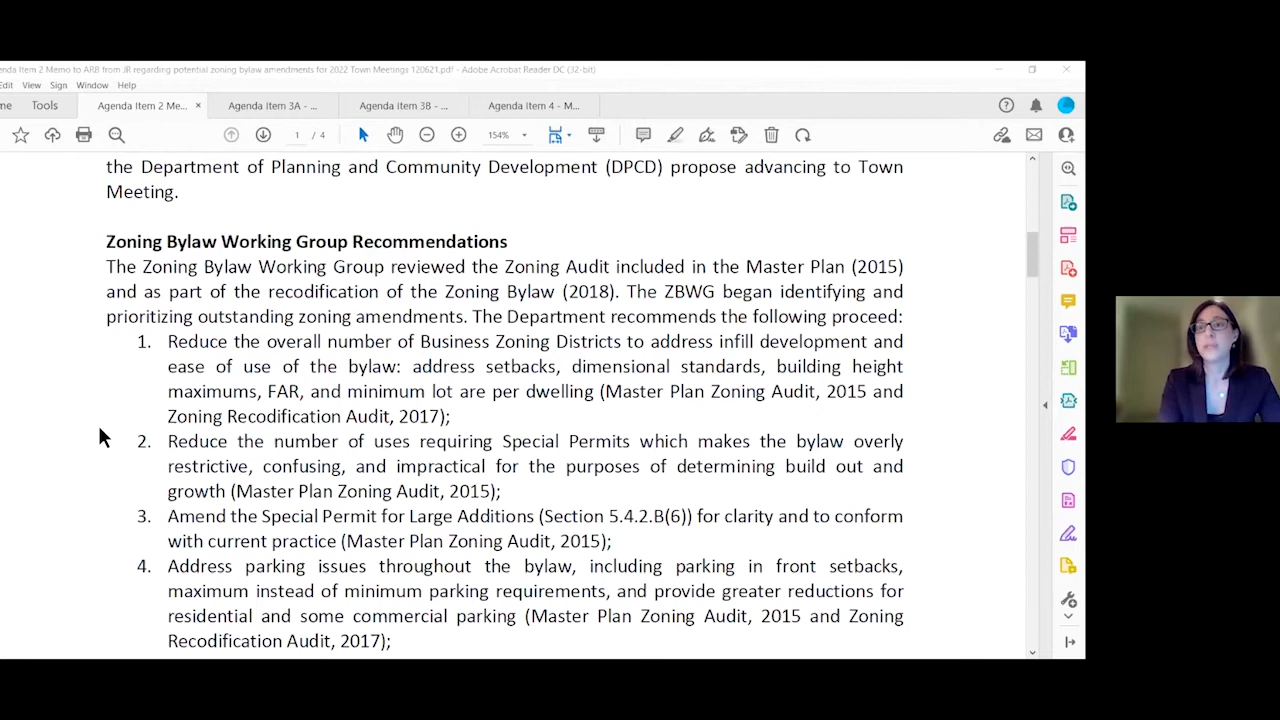 enda Item 2 Memo to ARB from JR regarding potential zoning bylaw amendments for 2022 Town Meetings 120621.pdf - Adobe Acrobat Reader DC (32-bit)
Edit View Sign Window Help
me Tools Agenda Item 2 Me... × Agenda Item 3A - ... Agenda Item 3B - ... Agenda Item 4 - M...
1 / 4 154%
the Department of Planning and Community Development (DPCD) propose advancing to Town
Meeting.
Zoning Bylaw Working Group Recommendations
The Zoning Bylaw Working Group reviewed the Zoning Audit included in the Master Plan (2015)
and as part of the recodification of the Zoning Bylaw (2018). The ZBWG began identifying and
prioritizing outstanding zoning amendments. The Department recommends the following proceed:
1. Reduce the overall number of Business Zoning Districts to address infill development and
ease of use of the bylaw: address setbacks, dimensional standards, building height
maximums, FAR, and minimum lot are per dwelling (Master Plan Zoning Audit, 2015 and
Zoning Recodification Audit, 2017);
2. Reduce the number of uses requiring Special Permits which makes the bylaw overly
restrictive, confusing, and impractical for the purposes of determining build out and
growth (Master Plan Zoning Audit, 2015);
3. Amend the Special Permit for Large Additions (Section 5.4.2.B(6)) for clarity and to conform
with current practice (Master Plan Zoning Audit, 2015);
4. Address parking issues throughout the bylaw, including parking in front setbacks,
maximum instead of minimum parking requirements, and provide greater reductions for
residential and some commercial parking (Master Plan Zoning Audit, 2015 and Zoning
Recodification Audit, 2017);